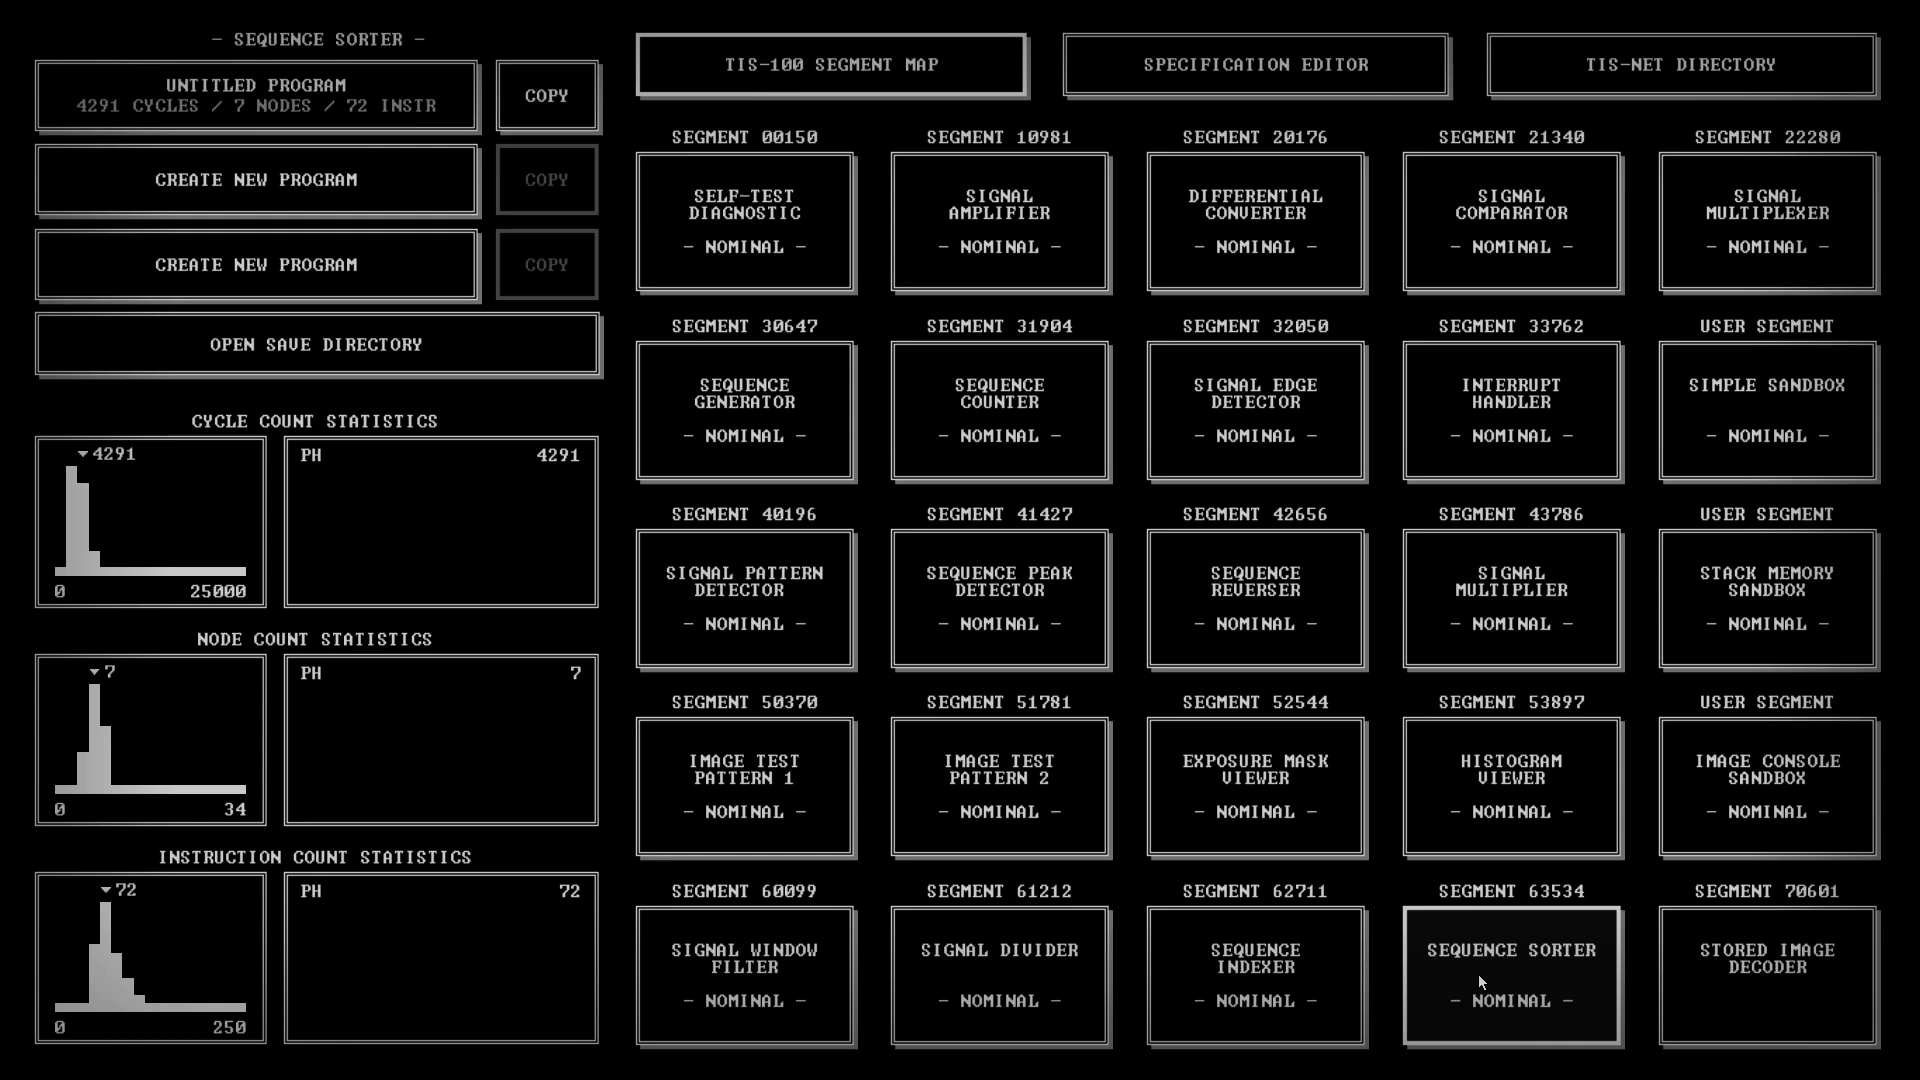 — SEQUENCE SORTER —
UNTITLED PROGRAM
4291 CYCLES / 7 NODES / 72 INSTR
COPY
CREATE NEW PROGRAM
COPY
CREATE NEW PROGRAM
COPY
OPEN SAVE DIRECTORY
CYCLE COUNT STATISTICS
4291
0 25000
PH 4291
NODE COUNT STATISTICS
7
0 34
PH 7
INSTRUCTION COUNT STATISTICS
72
0 250
PH 72
TIS-100 SEGMENT MAP
SPECIFICATION EDITOR
TIS-NET DIRECTORY
SEGMENT 00150
SELF-TEST
DIAGNOSTIC
— NOMINAL —
SEGMENT 10981
SIGNAL
AMPLIFIER
— NOMINAL —
SEGMENT 20176
DIFFERENTIAL
CONVERTER
— NOMINAL —
SEGMENT 21340
SIGNAL
COMPARATOR
— NOMINAL —
SEGMENT 22280
SIGNAL
MULTIPLEXER
— NOMINAL —
SEGMENT 30647
SEQUENCE
GENERATOR
— NOMINAL —
SEGMENT 31904
SEQUENCE
COUNTER
— NOMINAL —
SEGMENT 32050
SIGNAL EDGE
DETECTOR
— NOMINAL —
SEGMENT 33762
INTERRUPT
HANDLER
— NOMINAL —
USER SEGMENT
SIMPLE SANDBOX
— NOMINAL —
SEGMENT 40196
SIGNAL PATTERN
DETECTOR
— NOMINAL —
SEGMENT 41427
SEQUENCE PEAK
DETECTOR
— NOMINAL —
SEGMENT 42656
SEQUENCE
REVERSER
— NOMINAL —
SEGMENT 43786
SIGNAL
MULTIPLIER
— NOMINAL —
USER SEGMENT
STACK MEMORY
SANDBOX
— NOMINAL —
SEGMENT 50370
IMAGE TEST
PATTERN 1
— NOMINAL —
SEGMENT 51781
IMAGE TEST
PATTERN 2
— NOMINAL —
SEGMENT 52544
EXPOSURE MASK
VIEWER
— NOMINAL —
SEGMENT 53897
HISTOGRAM
VIEWER
— NOMINAL —
USER SEGMENT
IMAGE CONSOLE
SANDBOX
— NOMINAL —
SEGMENT 60099
SIGNAL WINDOW
FILTER
— NOMINAL —
SEGMENT 61212
SIGNAL DIVIDER
— NOMINAL —
SEGMENT 62711
SEQUENCE
INDEXER
— NOMINAL —
SEGMENT 63534
SEQUENCE SORTER
— NOMINAL —
SEGMENT 70601
STORED IMAGE
DECODER